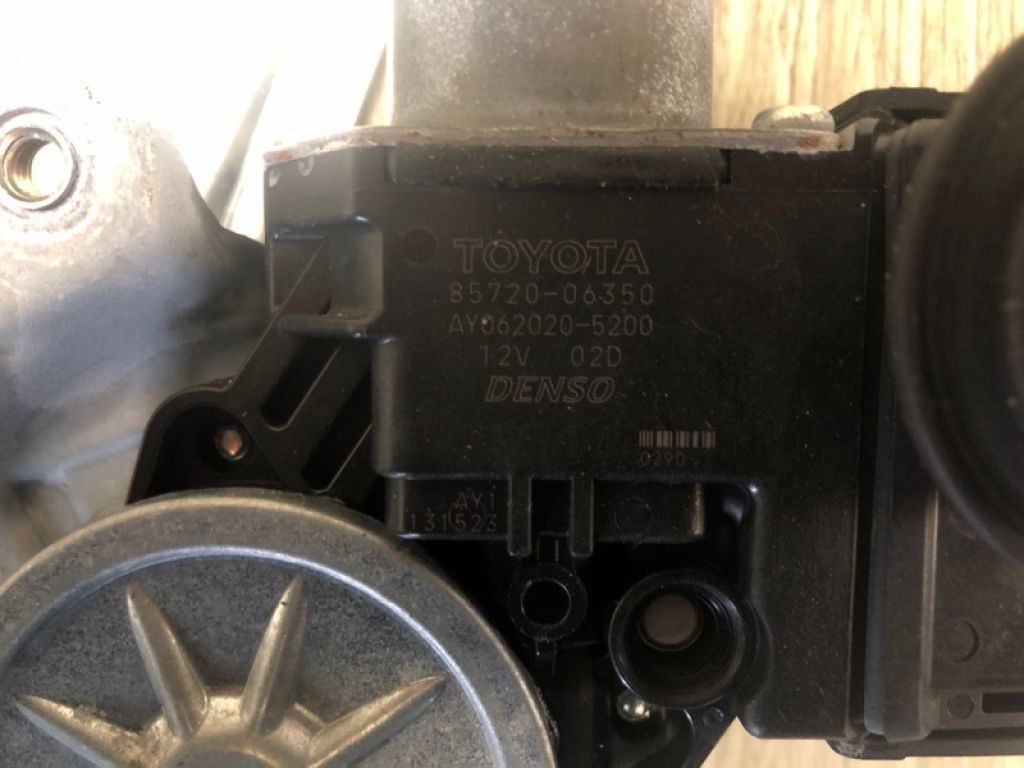 TOYOTA
85720-06350
AY062020-5200
12V 02D
DENSO
0290
AY1
131523